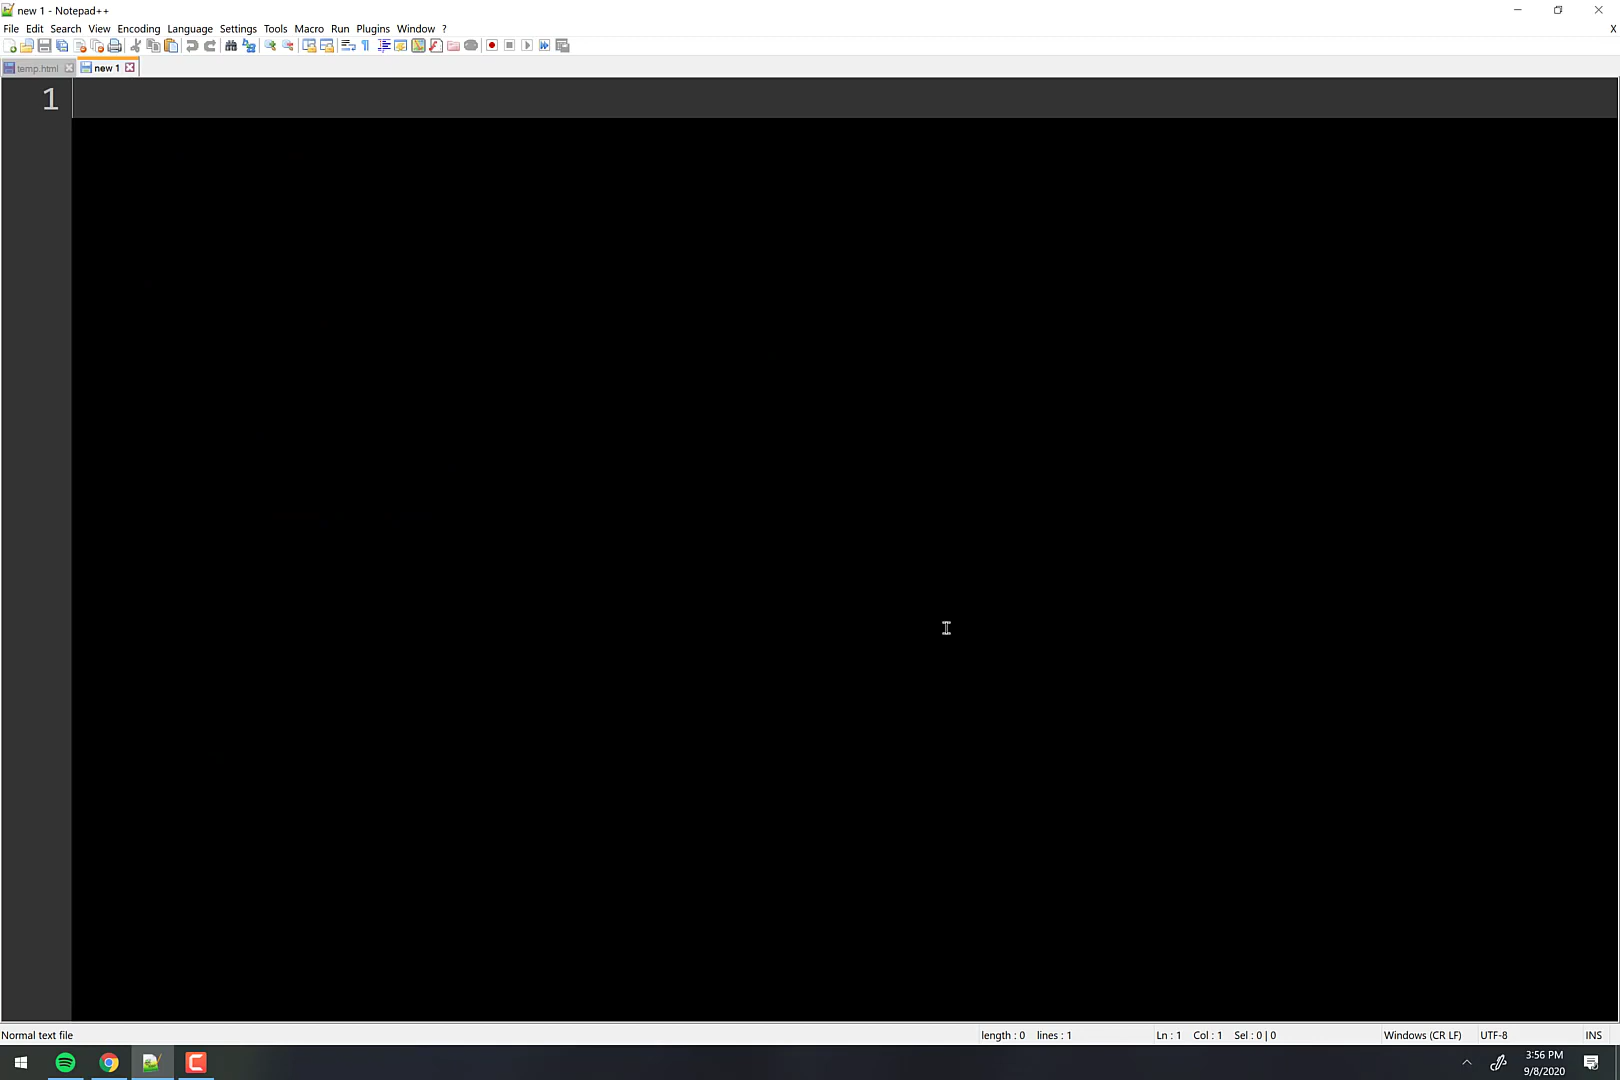 new 1 - Notepad++
File Edit Search View Encoding Language Settings Tools Macro Run Plugins Window ? X
temp.html new 1
1
Normal text file length : 0 lines : 1 Ln : 1 Col : 1 Sel : 0 | 0 Windows (CR LF) UTF-8 INS
3:56 PM
9/8/2020